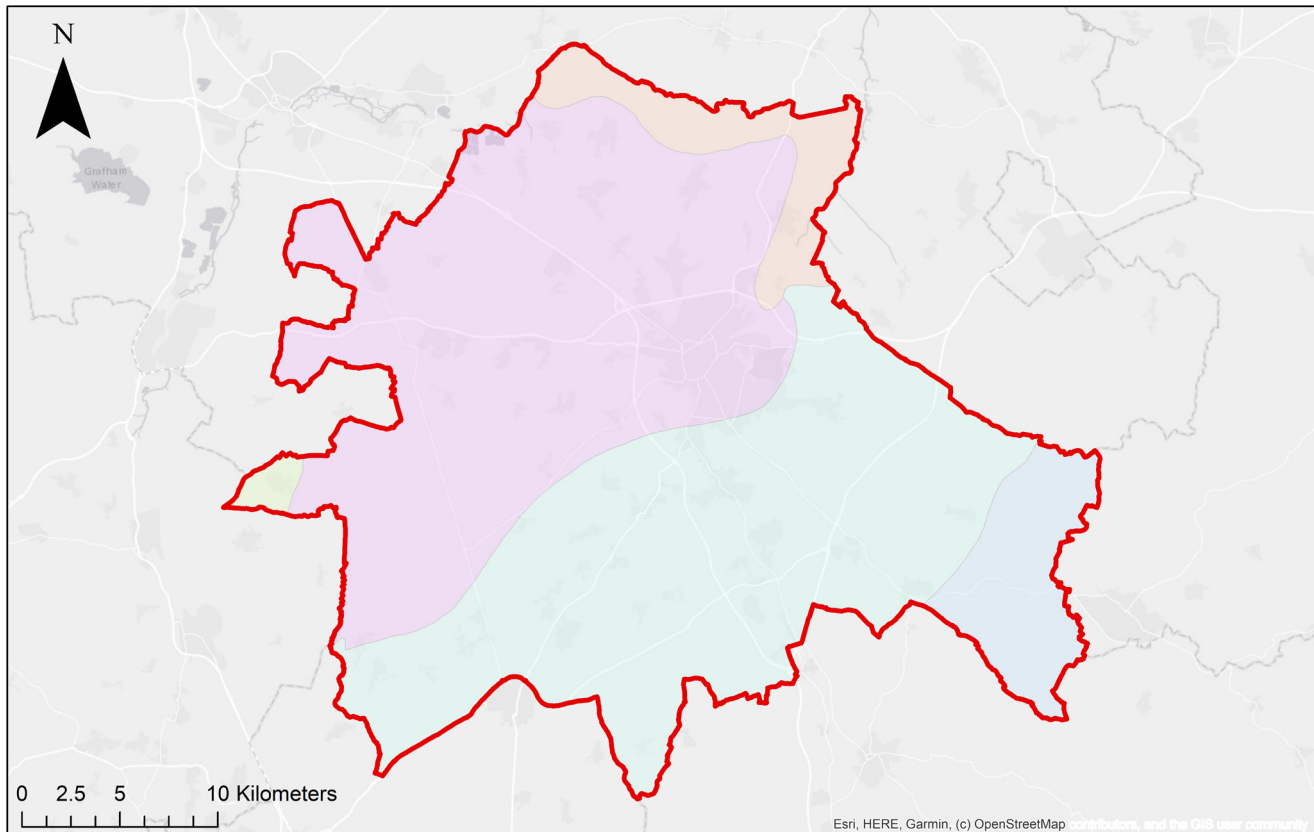 N
Grafham
Water
0 2.5 5 10 Kilometers
Esri, HERE, Garmin, (c) OpenStreetMap contributors, and the GIS user community